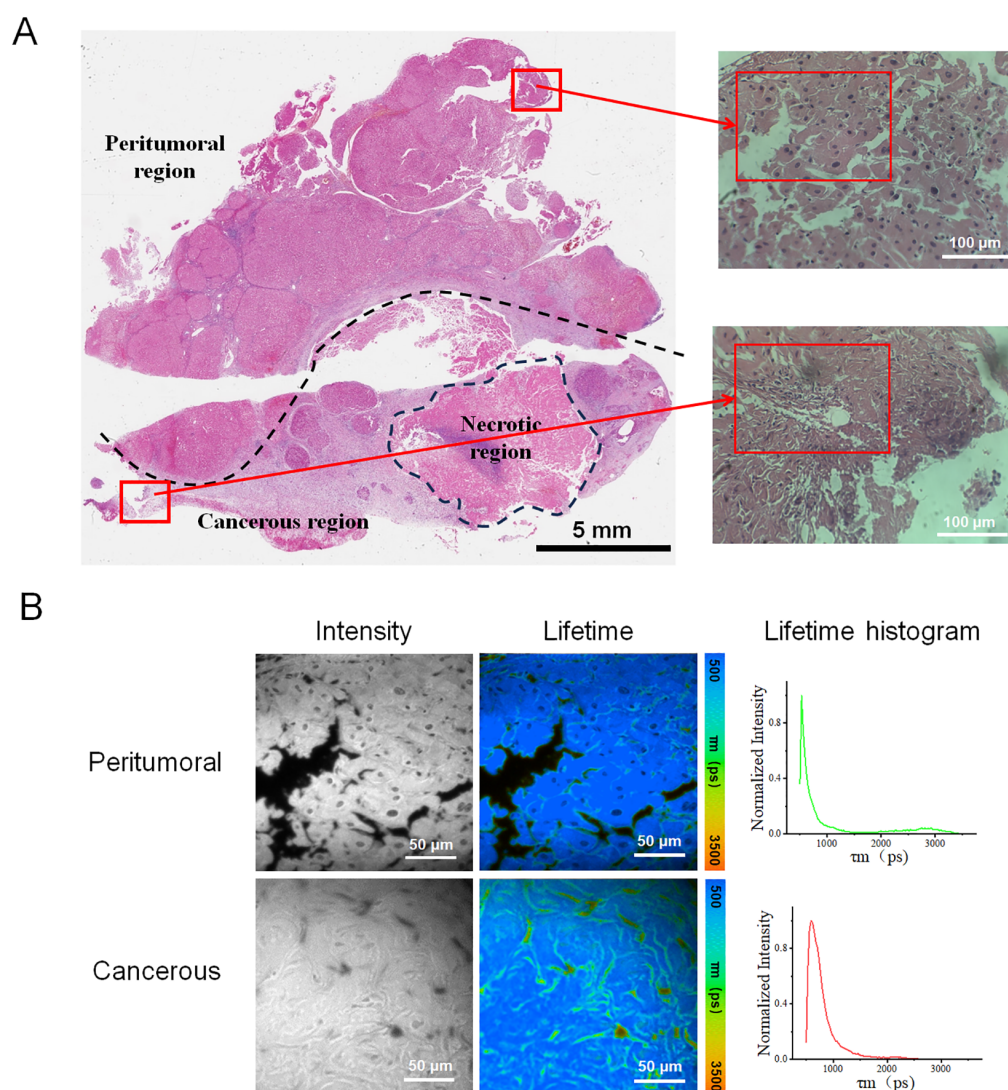 A
Peritumoral
region
Necrotic
region
Cancerous region
5 mm
100 µm
100 µm
B
Intensity
Lifetime
Lifetime histogram
Peritumoral
50 µm
50 µm
500
τm (ps)
3500
Normalized Intensity
0.8
0.4
0.0
1000
2000
3000
τm (ps)
Cancerous
50 µm
50 µm
500
τm (ps)
3500
Normalized Intensity
0.8
0.4
0.0
1000
2000
3000
τm (ps)